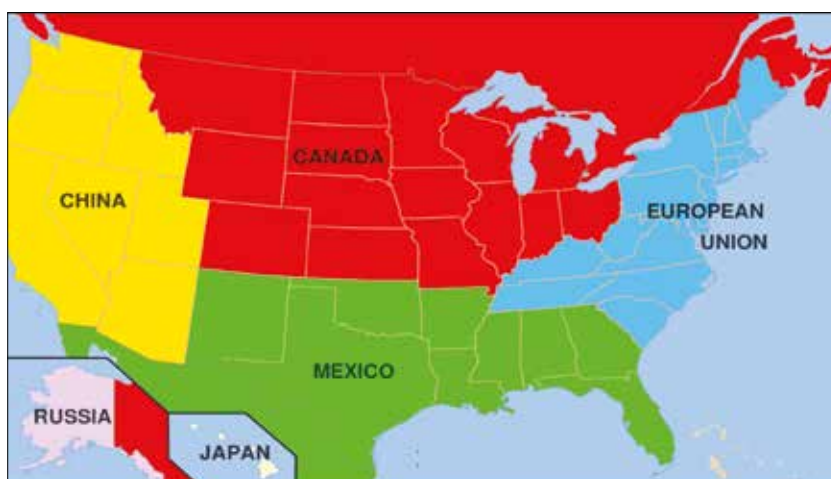 CANADA
CHINA
EUROPEAN
UNION
MEXICO
RUSSIA
JAPAN